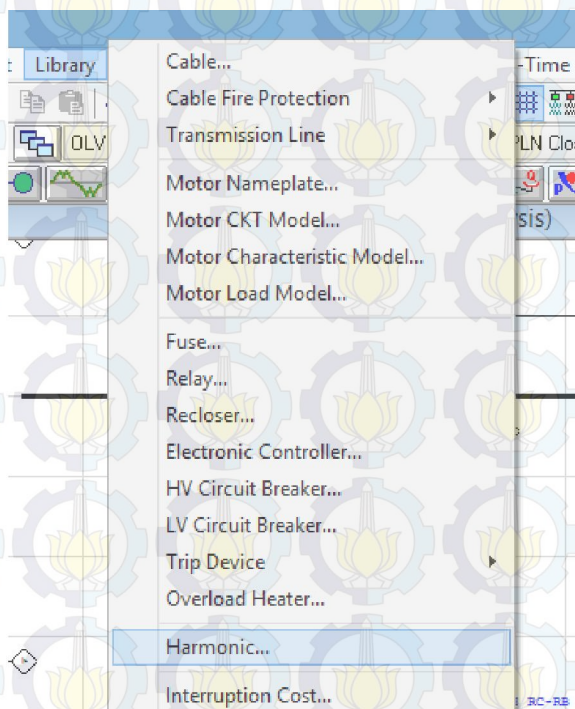 Library
-Time
OLV
PLN Clo
sis)
Cable...
Cable Fire Protection
Transmission Line
Motor Nameplate...
Motor CKT Model...
Motor Characteristic Model...
Motor Load Model...
Fuse...
Relay...
Recloser...
Electronic Controller...
HV Circuit Breaker...
LV Circuit Breaker...
Trip Device
Overload Heater...
Harmonic...
Interruption Cost...
RC-RB